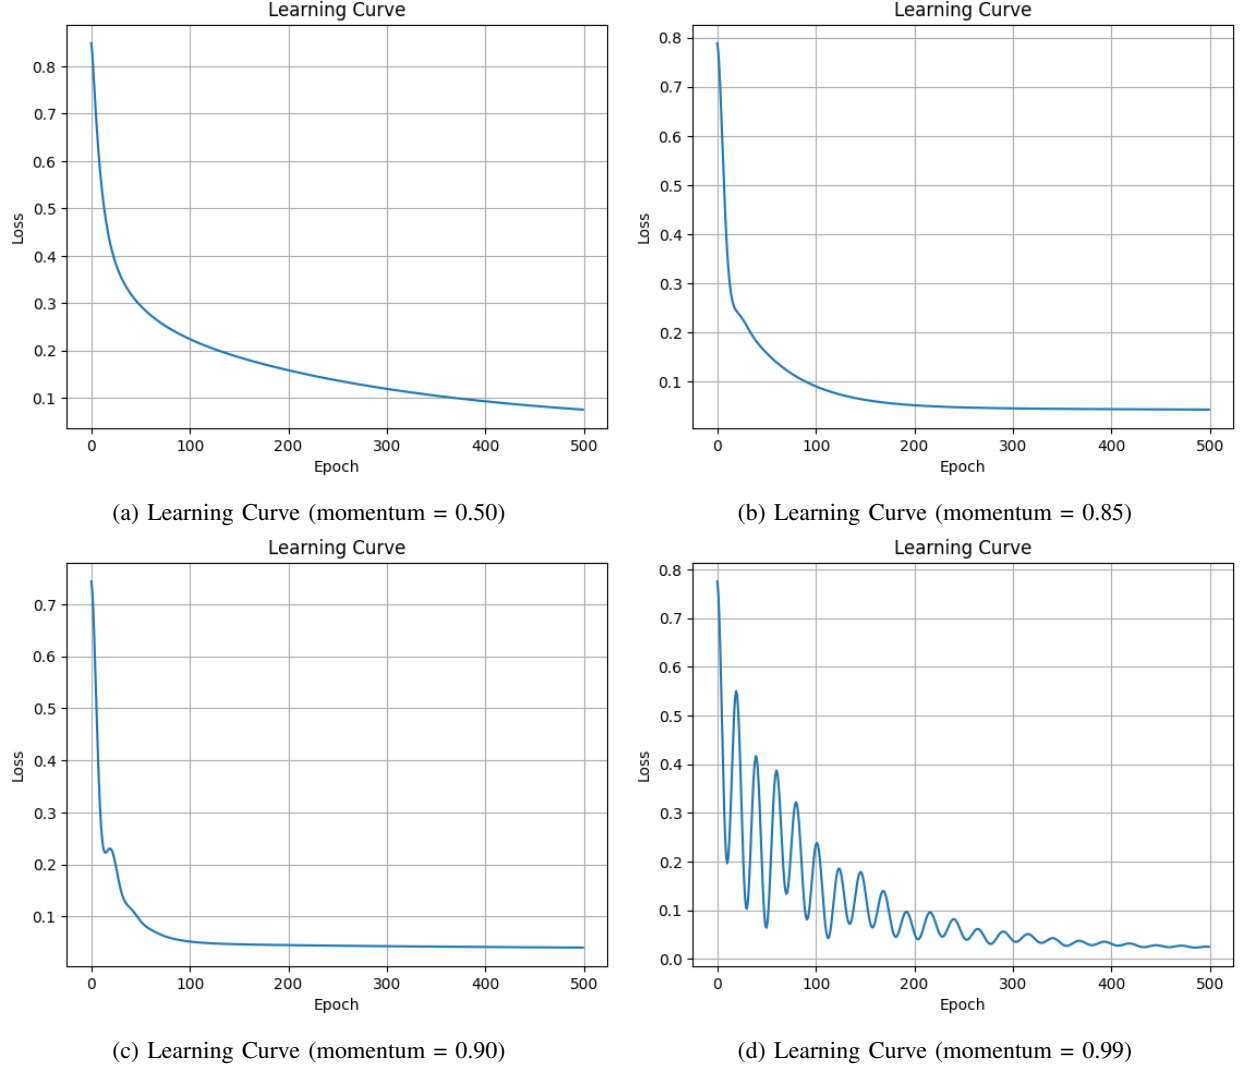 Learning Curve
Learning Curve
0.8
0.7
0.6
0.5
0.4
0.3
0.2
0.1
Loss
0 100 200 300 400 500
Epoch
0.8
0.7
0.6
0.5
0.4
0.3
0.2
0.1
Loss
0 100 200 300 400 500
Epoch
(a) Learning Curve (momentum = 0.50)
(b) Learning Curve (momentum = 0.85)
Learning Curve
Learning Curve
0.7
0.6
0.5
0.4
0.3
0.2
0.1
Loss
0 100 200 300 400 500
Epoch
0.8
0.7
0.6
0.5
0.4
0.3
0.2
0.1
0.0
Loss
0 100 200 300 400 500
Epoch
(c) Learning Curve (momentum = 0.90)
(d) Learning Curve (momentum = 0.99)